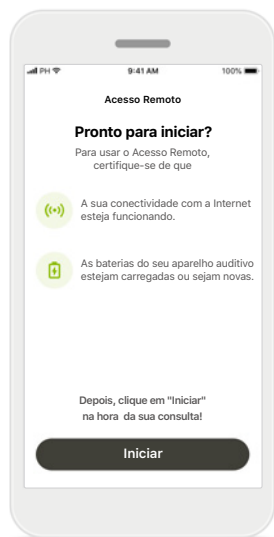 PH 9:41 AM 100%
Acesso Remoto
Pronto para iniciar?
Para usar o Acesso Remoto,
certifique-se de que
A sua conectividade com a Internet
esteja funcionando.
As baterias do seu aparelho auditivo
estejam carregadas ou sejam novas.
Depois, clique em "Iniciar"
na hora da sua consulta!
Iniciar